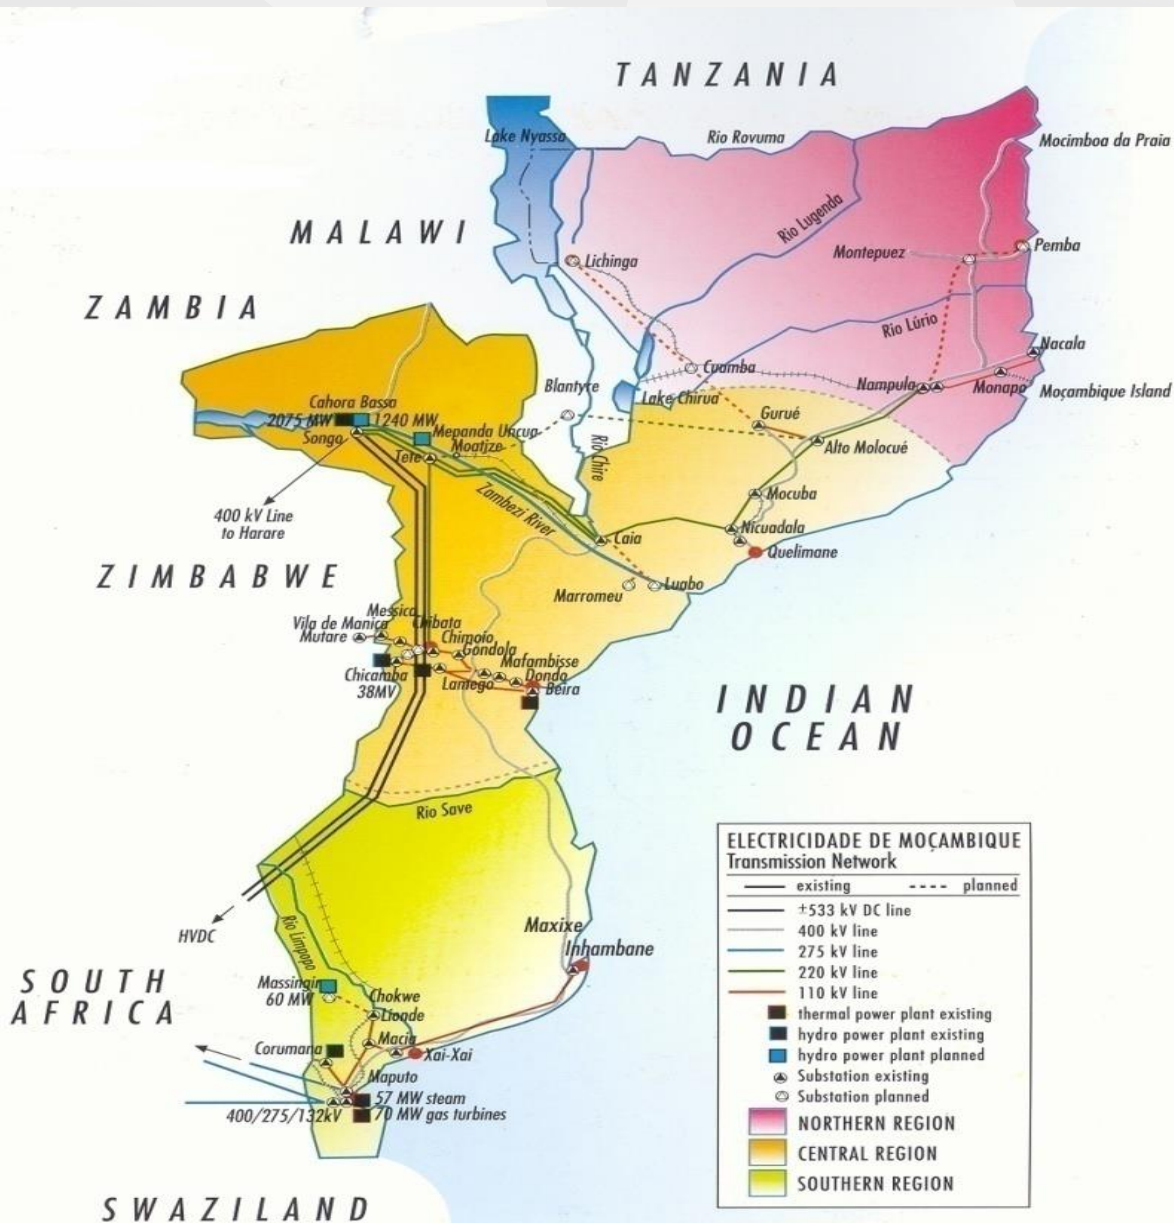 TANZANIA
Lake Nyassa
Rio Rovuma
Mocimboa da Praia
MALAWI
Rio Lugenda
Lichinga
Montepuez
Pemba
ZAMBIA
Rio Lúrio
Nacala
Cuamba
Blantyre
Lake Chirua
Nampula
Monapo
Moçambique Island
Cahora Bassa
2075 MW
1240 MW
Gurué
Songo
Mepanda Uncua
Moatize
Tete
Rio Chire
Alto Molocué
400 kV Line
to Harare
Zambezi River
Mocuba
Caia
Nicuadala
Quelimane
ZIMBABWE
Marromeu
Luabo
Messica
Vila de Manica
Chibata
Mutare
Chimoio
Gondola
Mafambisse
Chicamba
38MV
Lamego
Dondo
Beira
INDIAN
OCEAN
Rio Save
HVDC
Rio Limpopo
Maxixe
Inhambane
SOUTH
AFRICA
Massingir
60 MW
Chokwe
Lionde
Corumana
Macia
Xai-Xai
Maputo
57 MW steam
400/275/132kV
70 MW gas turbines
SWAZILAND
ELECTRICIDADE DE MOÇAMBIQUE
Transmission Network
existing
planned
±533 kV DC line
400 kV line
275 kV line
220 kV line
110 kV line
thermal power plant existing
hydro power plant existing
hydro power plant planned
Substation existing
Substation planned
NORTHERN REGION
CENTRAL REGION
SOUTHERN REGION